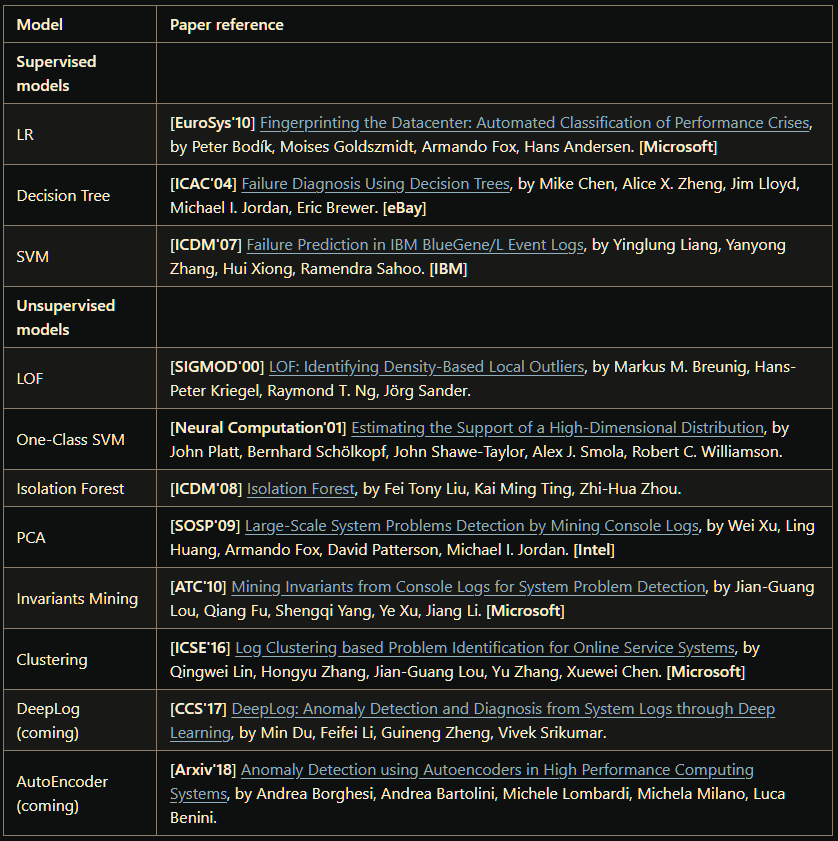 Model
Paper reference
Supervised
models
LR
[EuroSys'10] Fingerprinting the Datacenter: Automated Classification of Performance Crises,
by Peter Bodík, Moises Goldszmidt, Armando Fox, Hans Andersen. [Microsoft]
Decision Tree
[ICAC'04] Failure Diagnosis Using Decision Trees, by Mike Chen, Alice X. Zheng, Jim Lloyd,
Michael I. Jordan, Eric Brewer. [eBay]
SVM
[ICDM'07] Failure Prediction in IBM BlueGene/L Event Logs, by Yinglung Liang, Yanyong
Zhang, Hui Xiong, Ramendra Sahoo. [IBM]
Unsupervised
models
LOF
[SIGMOD'00] LOF: Identifying Density-Based Local Outliers, by Markus M. Breunig, Hans-
Peter Kriegel, Raymond T. Ng, Jörg Sander.
One-Class SVM
[Neural Computation'01] Estimating the Support of a High-Dimensional Distribution, by
John Platt, Bernhard Schölkopf, John Shawe-Taylor, Alex J. Smola, Robert C. Williamson.
Isolation Forest
[ICDM'08] Isolation Forest, by Fei Tony Liu, Kai Ming Ting, Zhi-Hua Zhou.
PCA
[SOSP'09] Large-Scale System Problems Detection by Mining Console Logs, by Wei Xu, Ling
Huang, Armando Fox, David Patterson, Michael I. Jordan. [Intel]
Invariants Mining
[ATC'10] Mining Invariants from Console Logs for System Problem Detection, by Jian-Guang
Lou, Qiang Fu, Shengqi Yang, Ye Xu, Jiang Li. [Microsoft]
Clustering
[ICSE'16] Log Clustering based Problem Identification for Online Service Systems, by
Qingwei Lin, Hongyu Zhang, Jian-Guang Lou, Yu Zhang, Xuewei Chen. [Microsoft]
DeepLog
(coming)
[CCS'17] DeepLog: Anomaly Detection and Diagnosis from System Logs through Deep
Learning, by Min Du, Feifei Li, Guineng Zheng, Vivek Srikumar.
AutoEncoder
(coming)
[Arxiv'18] Anomaly Detection using Autoencoders in High Performance Computing
Systems, by Andrea Borghesi, Andrea Bartolini, Michele Lombardi, Michela Milano, Luca
Benini.